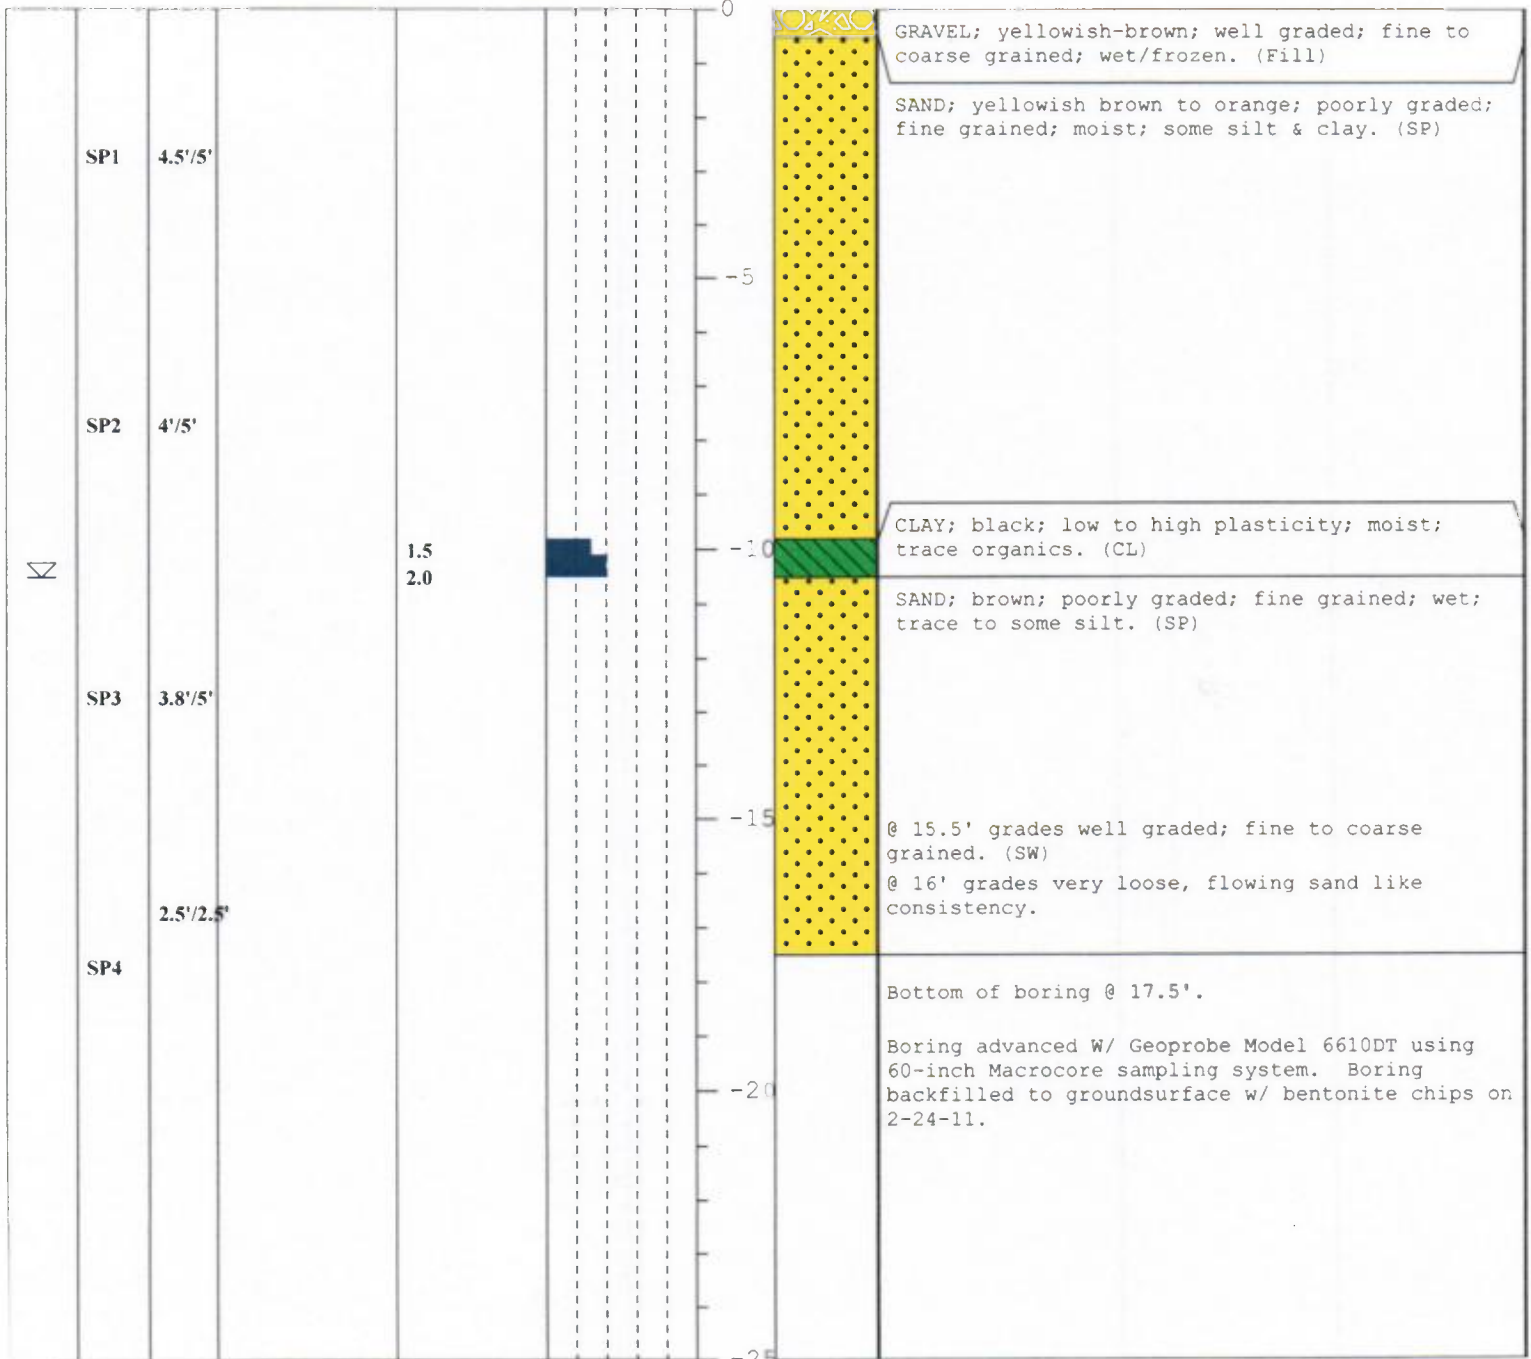 0
GRAVEL; yellowish-brown; well graded; fine to
coarse grained; wet/frozen. (Fill)
SAND; yellowish brown to orange; poorly graded;
fine grained; moist; some silt & clay. (SP)
SP1 4.5'/5'
-5
SP2 4'/5'
CLAY; black; low to high plasticity; moist;
trace organics. (CL)
1.5
-10
2.0
SAND; brown; poorly graded; fine grained; wet;
trace to some silt. (SP)
SP3 3.8'/5'
-15
@ 15.5' grades well graded; fine to coarse
grained. (SW)
@ 16' grades very loose, flowing sand like
consistency.
2.5'/2.5'
SP4
Bottom of boring @ 17.5'.
Boring advanced W/ Geoprobe Model 6610DT using
60-inch Macrocore sampling system. Boring
backfilled to groundsurface w/ bentonite chips on
2-24-11.
-20
-25